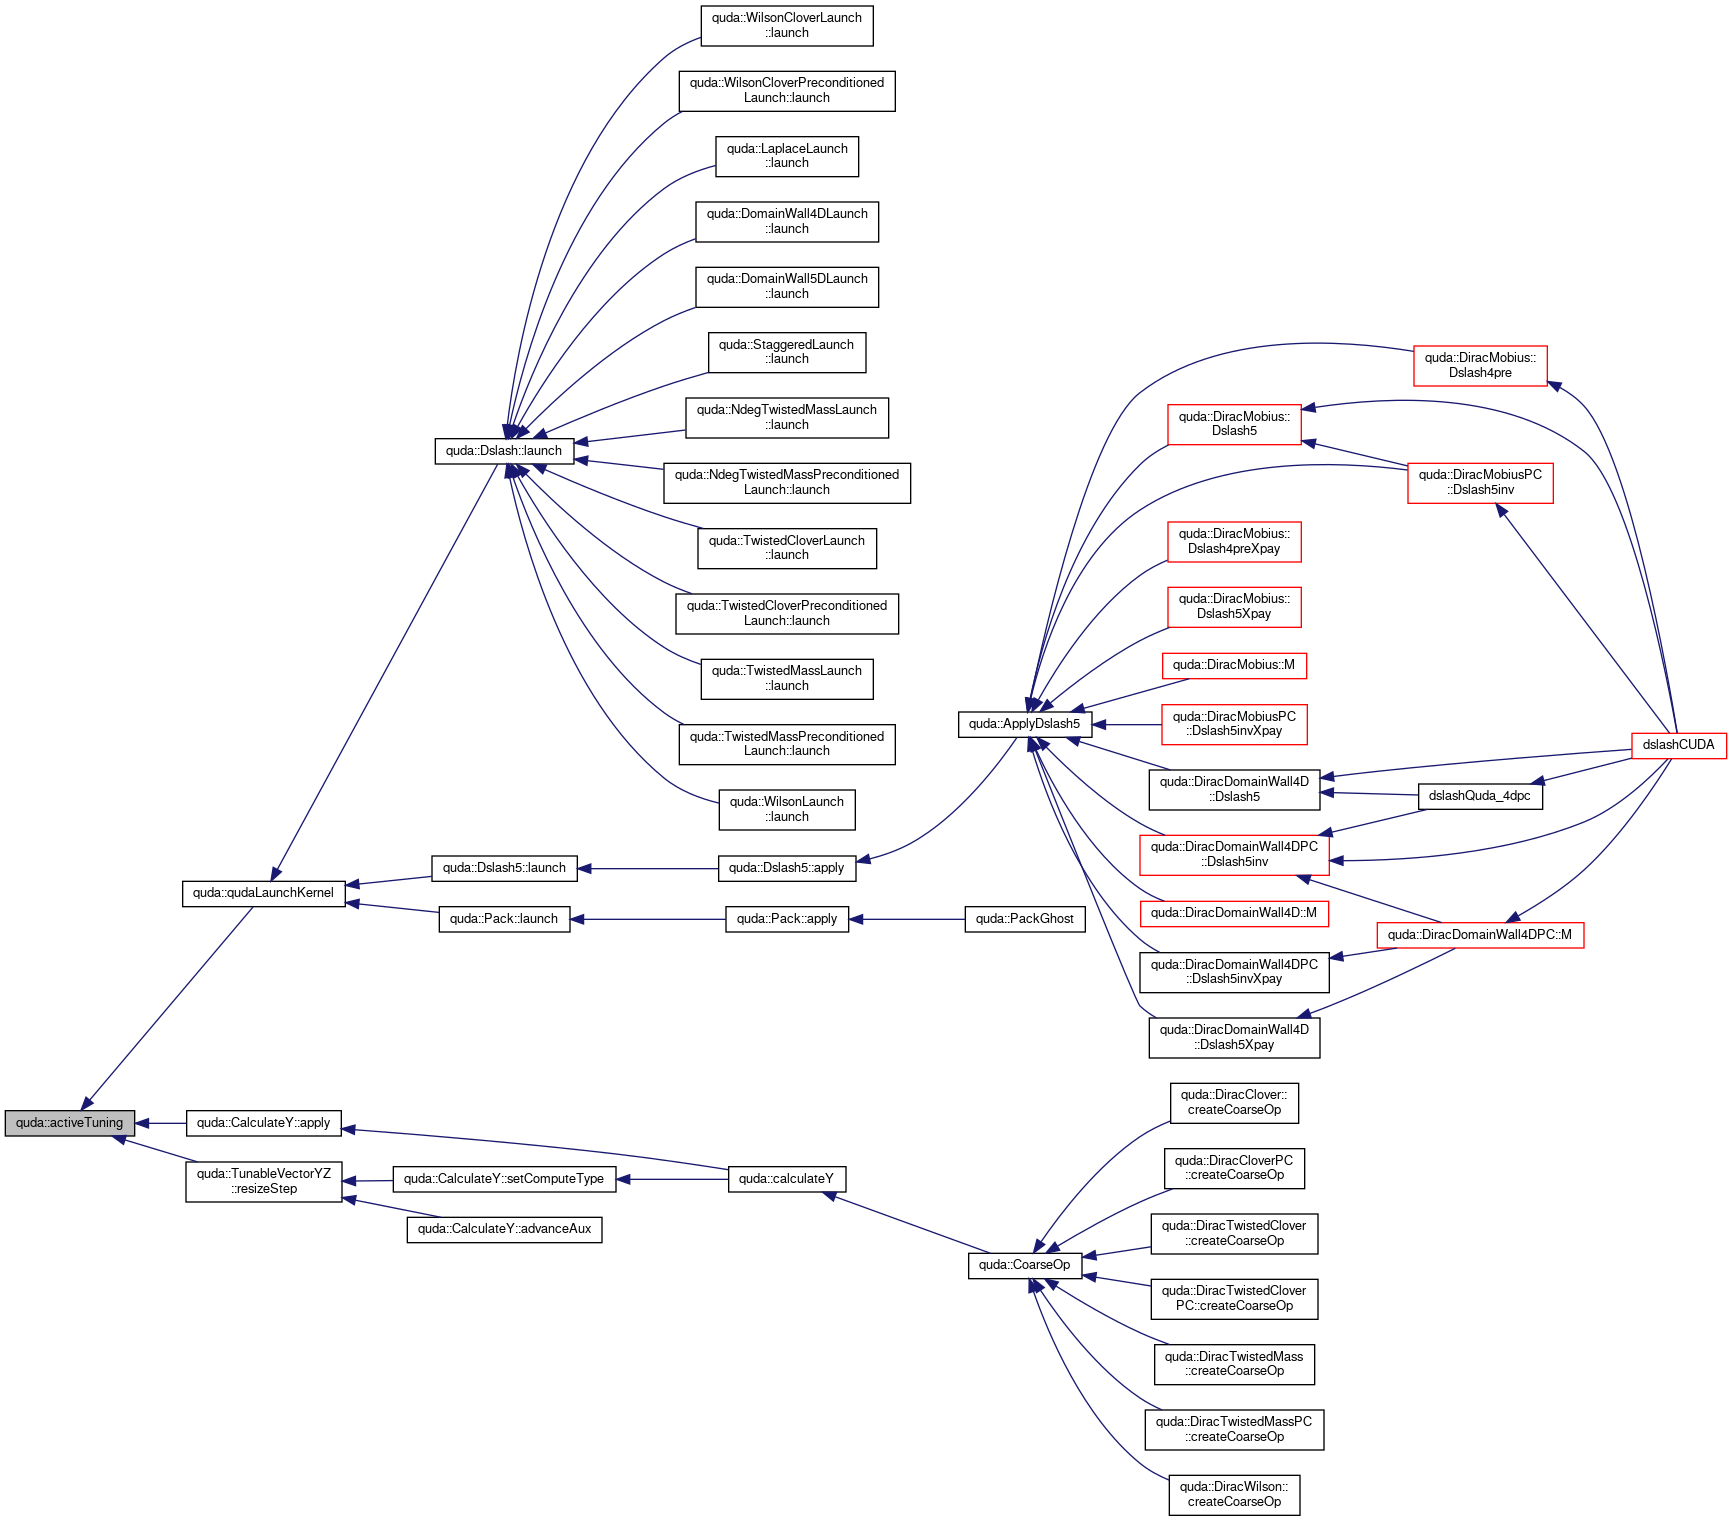 quda::WilsonCloverLaunch
::launch
quda::WilsonCloverPreconditioned
Launch::launch
quda::LaplaceLaunch
::launch
quda::DomainWall4DLaunch
::launch
quda::DomainWall5DLaunch
::launch
quda::StaggeredLaunch
::launch
quda::NdegTwistedMassLaunch
::launch
quda::Dslash::launch
quda::NdegTwistedMassPreconditioned
Launch::launch
quda::TwistedCloverLaunch
::launch
quda::TwistedCloverPreconditioned
Launch::launch
quda::TwistedMassLaunch
::launch
quda::TwistedMassPreconditioned
Launch::launch
quda::WilsonLaunch
::launch
quda::DiracMobius::
Dslash4pre
quda::DiracMobius::
Dslash5
quda::DiracMobiusPC
::Dslash5inv
quda::DiracMobius::
Dslash4preXpay
quda::DiracMobius::
Dslash5Xpay
quda::DiracMobius::M
quda::ApplyDslash5
quda::DiracMobiusPC
::Dslash5invXpay
dslashCUDA
quda::DiracDomainWall4D
::Dslash5
dslashQuda_4dpc
quda::DiracDomainWall4DPC
::Dslash5inv
quda::DiracDomainWall4D::M
quda::DiracDomainWall4DPC::M
quda::DiracDomainWall4DPC
::Dslash5invXpay
quda::DiracDomainWall4D
::Dslash5Xpay
quda::qudaLaunchKernel
quda::Dslash5::launch
quda::Dslash5::apply
quda::Pack::launch
quda::Pack::apply
quda::PackGhost
quda::activeTuning
quda::CalculateY::apply
quda::TunableVectorYZ
::resizeStep
quda::CalculateY::setComputeType
quda::calculateY
quda::CalculateY::advanceAux
quda::CoarseOp
quda::DiracClover::
createCoarseOp
quda::DiracCloverPC
::createCoarseOp
quda::DiracTwistedClover
::createCoarseOp
quda::DiracTwistedClover
PC::createCoarseOp
quda::DiracTwistedMass
::createCoarseOp
quda::DiracTwistedMassPC
::createCoarseOp
quda::DiracWilson::
createCoarseOp